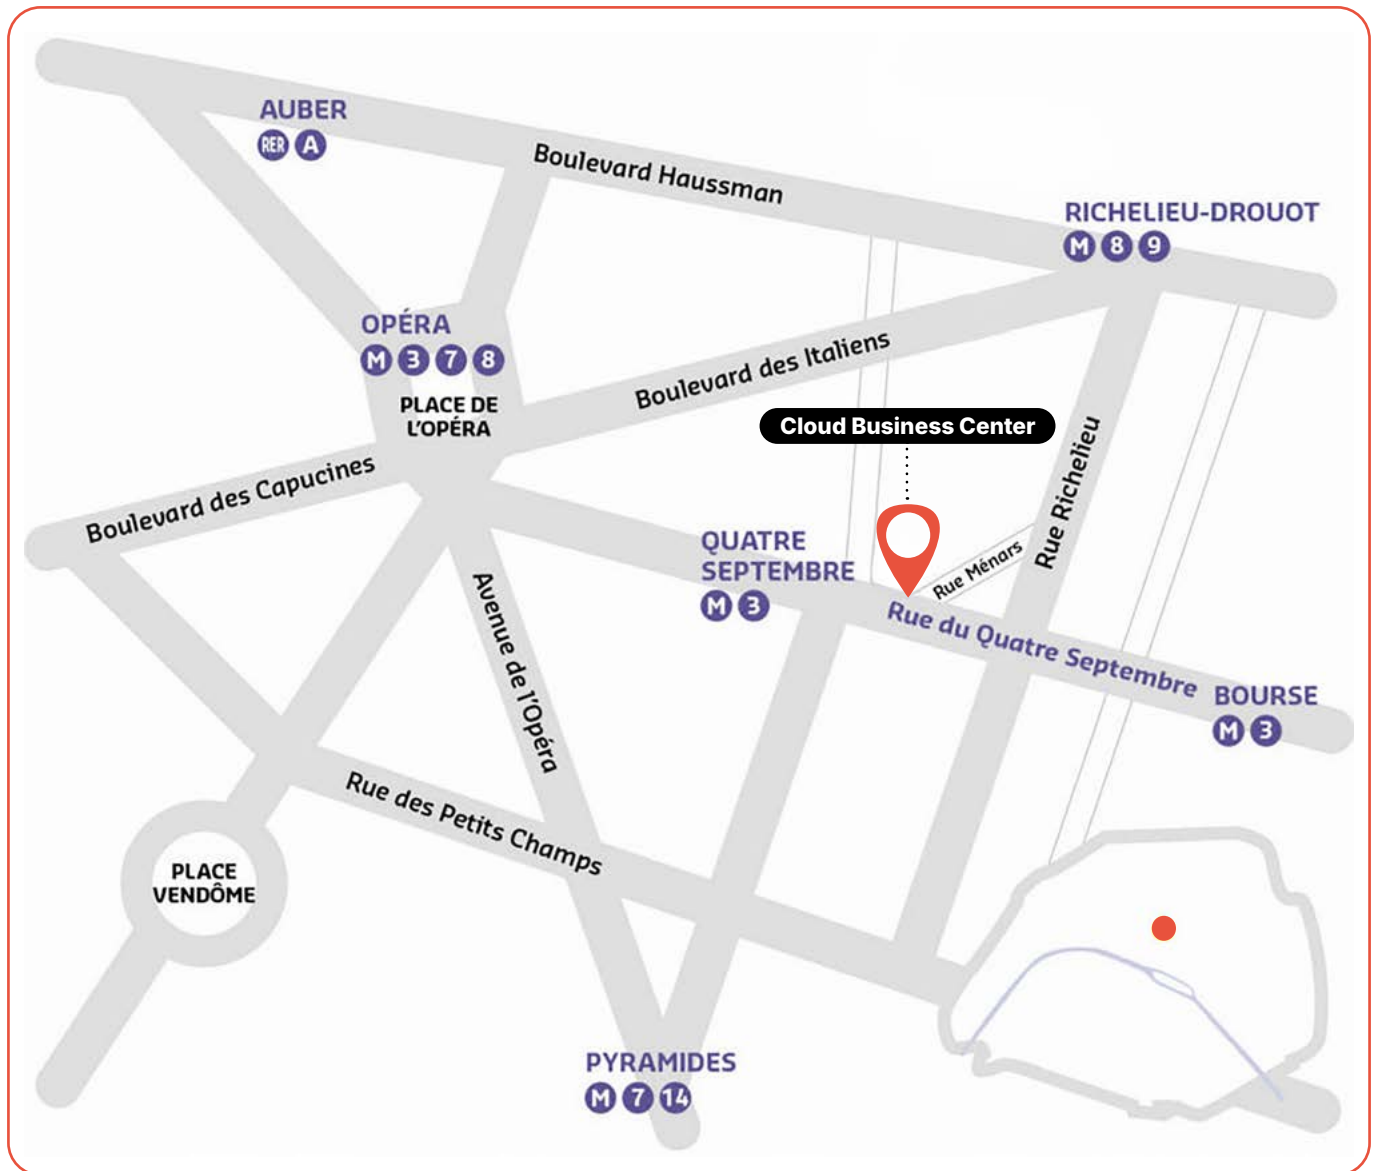 AUBER
RER A
Boulevard Haussman
RICHELIEU-DROUOT
M 8 9
OPÉRA
M 3 7 8
PLACE DE
L'OPÉRA
Boulevard des Italiens
Cloud Business Center
Boulevard des Capucines
Rue Richelieu
QUATRE
SEPTEMBRE
M 3
Rue Ménars
Rue du Quatre Septembre
BOURSE
M 3
Avenue de l'Opéra
Rue des Petits Champs
PLACE
VENDÔME
PYRAMIDES
M 7 14